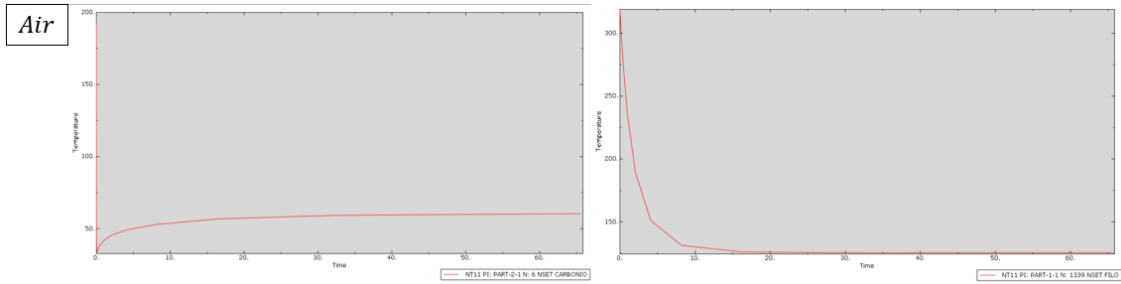 Air
200.
150.
100.
50.
Temperature
0. 10. 20. 30. 40. 50. 60.
Time
NT11 PI: PART-2-1 N: 6 NSET CARBONIO
300.
250.
200.
150.
Temperature
0. 10. 20. 30. 40. 50. 60.
Time
NT11 PI: PART-1-1 N: 1339 NSET FILO